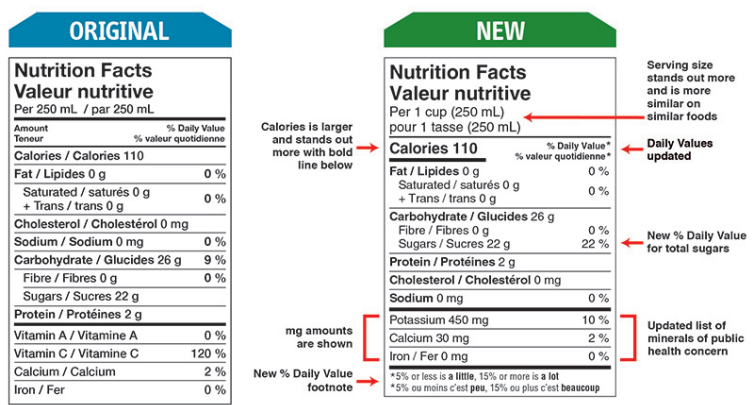 ORIGINAL
Nutrition Facts
Valeur nutritive
Per 250 mL / par 250 mL
Amount % Daily Value
Teneur % valeur quotidienne
Calories / Calories 110
Fat / Lipides 0 g 0 %
Saturated / saturés 0 g
+ Trans / trans 0 g
0 %
Cholesterol / Cholestérol 0 mg
Sodium / Sodium 0 mg 0 %
Carbohydrate / Glucides 26 g 9 %
Fibre / Fibres 0 g 0 %
Sugars / Sucres 22 g
Protein / Protéines 2 g
Vitamin A / Vitamine A 0 %
Vitamin C / Vitamine C 120 %
Calcium / Calcium 2 %
Iron / Fer 0 %
Calories is larger
and stands out
more with bold
line below
mg amounts
are shown
New % Daily Value
footnote
NEW
Nutrition Facts
Valeur nutritive
Per 1 cup (250 mL)
pour 1 tasse (250 mL)
Calories 110
% Daily Value*
% valeur quotidienne*
Fat / Lipides 0 g 0 %
Saturated / saturés 0 g
+ Trans / trans 0 g
0 %
Carbohydrate / Glucides 26 g
Fibre / Fibres 0 g 0 %
Sugars / Sucres 22 g 22 %
Protein / Protéines 2 g
Cholesterol / Cholestérol 0 mg
Sodium 0 mg 0 %
Potassium 450 mg 10 %
Calcium 30 mg 2 %
Iron / Fer 0 mg 0 %
*5% or less is a little, 15% or more is a lot
*5% ou moins c'est peu, 15% ou plus c'est beaucoup
Serving size
stands out more
and is more
similar on
similar foods
Daily Values
updated
New % Daily Value
for total sugars
Updated list of
minerals of public
health concern